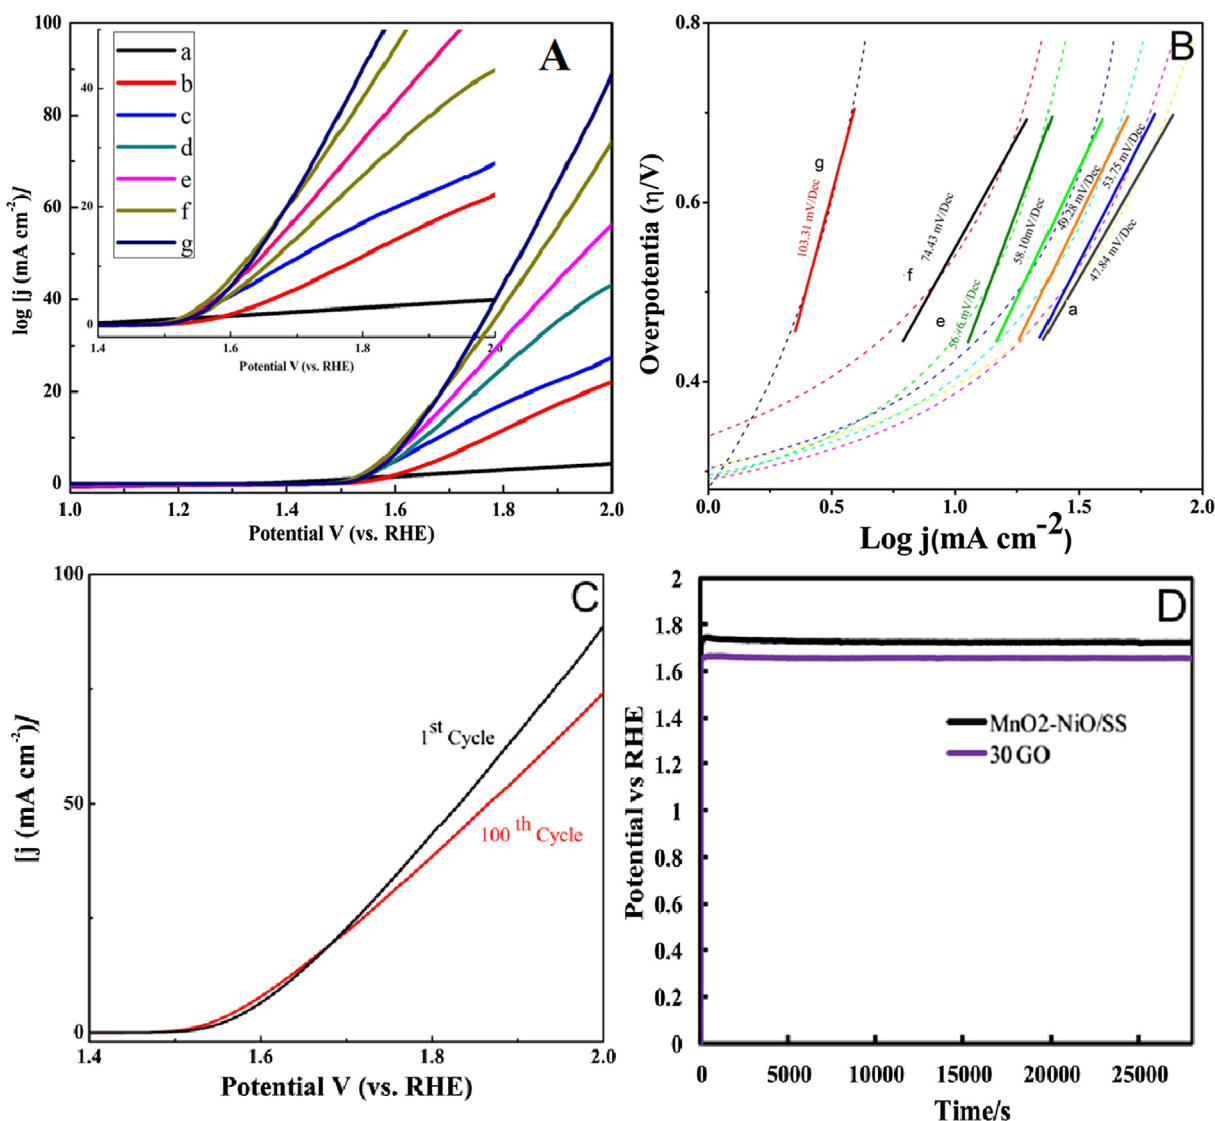 A
log [j (mA cm-2)]
100
80
60
40
20
0
1.0
1.2
1.4
1.6
1.8
2.0
Potential V (vs. RHE)
a
b
c
d
e
f
g
40
20
0
1.4
1.6
1.8
2.0
Potential V (vs. RHE)
B
Overpotentia (η/V)
0.8
0.6
0.4
0.0
0.5
1.0
1.5
2.0
Log j(mA cm-2)
g
103.31 mV/Dec
f
74.43 mV/Dec
e
58.10mV/Dec
49.28 mV/Dec
53.75 mV/Dec
47.84 mV/Dec
a
C
[j (mA cm-2)]
100
50
0
1.4
1.6
1.8
2.0
Potential V (vs. RHE)
1st Cycle
100 th Cycle
D
Potential vs RHE
2
1.8
1.6
1.4
1.2
1
0.8
0.6
0.4
0.2
0
0
5000
10000
15000
20000
25000
Time/s
MnO2-NiO/SS
30 GO